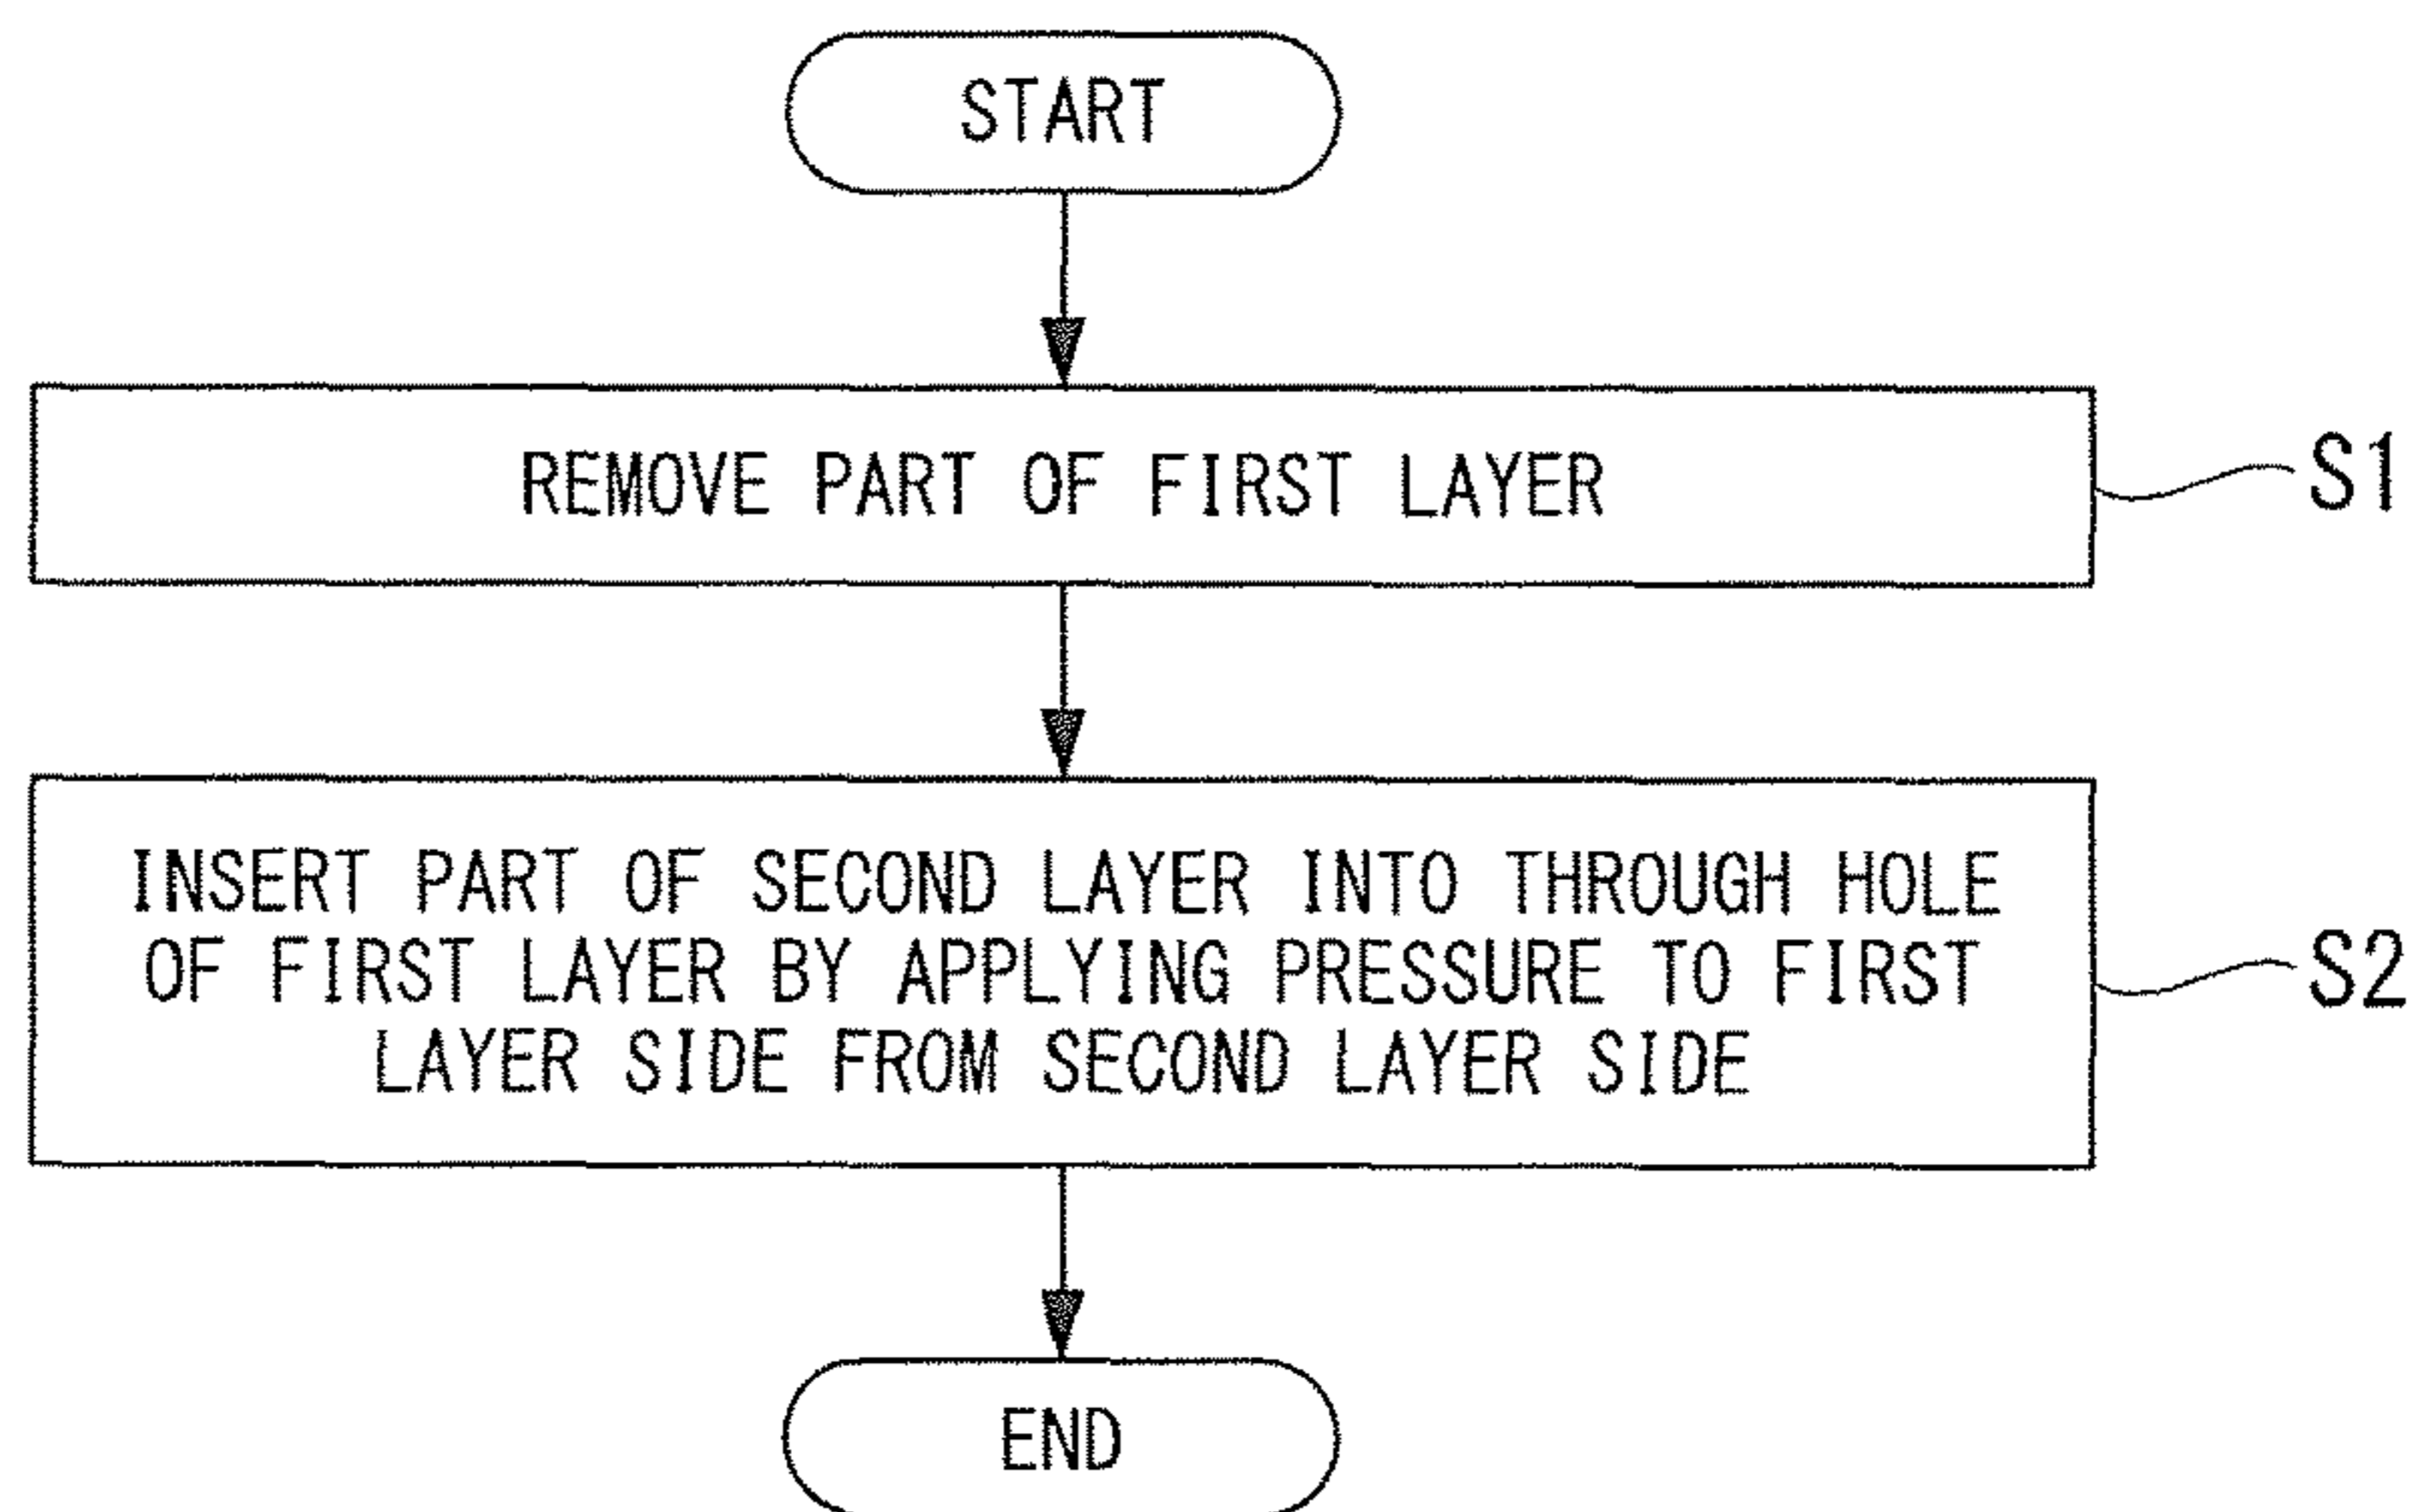 START
REMOVE PART OF FIRST LAYER
S1
INSERT PART OF SECOND LAYER INTO THROUGH HOLE
OF FIRST LAYER BY APPLYING PRESSURE TO FIRST
LAYER SIDE FROM SECOND LAYER SIDE
S2
END